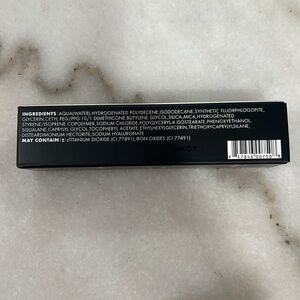 INGREDIENTS: AQUA(WATER), HYDROGENATED POLYDECENE, ISODODECANE, SYNTHETIC FLUORPHLOGOPITE,
GLYCERIN, CETYL PEG/PPG-10/1 DIMETHICONE, BUTYLENE GLYCOL, SILICA, MICA, HYDROGENATED
STYRENE/ISOPRENE COPOLYMER, SODIUM CHLORIDE, POLYGLYCERYL-4 ISOSTEARATE, PHENOXYETHANOL,
SQUALANE, CAPRYLYL GLYCOL, TOCOPHERYL ACETATE, ETHYLHEXYLGLYCERIN, TRIETHOXYCAPRYLYLSILANE,
DISTEARDIMONIUM HECTORITE, SODIUM HYALURONATE
MAY CONTAIN (±) TITANIUM DIOXIDE (CI 77891), IRON OXIDES (CI 77491)